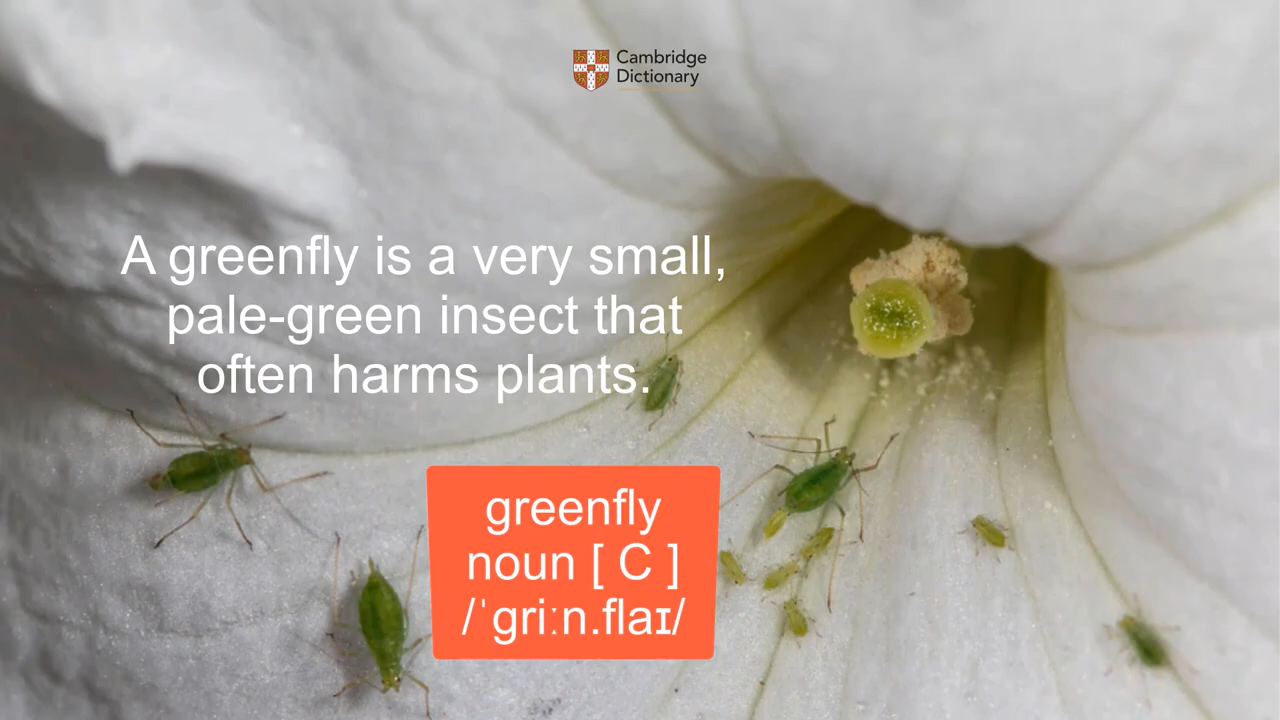 Cambridge
Dictionary
A greenfly is a very small,
pale-green insect that
often harms plants.
greenfly
noun [ C ]
/ˈɡriːn.flaɪ/